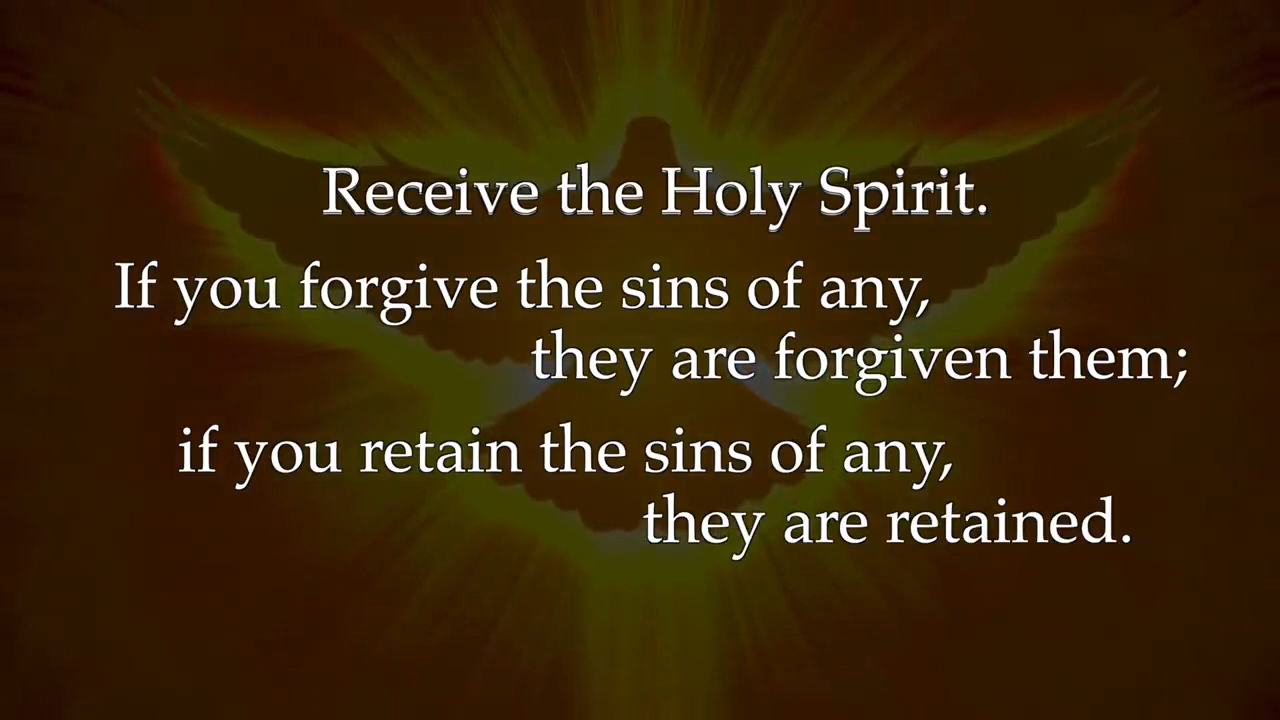 Receive the Holy Spirit.
If you forgive the sins of any,
they are forgiven them;
if you retain the sins of any,
they are retained.